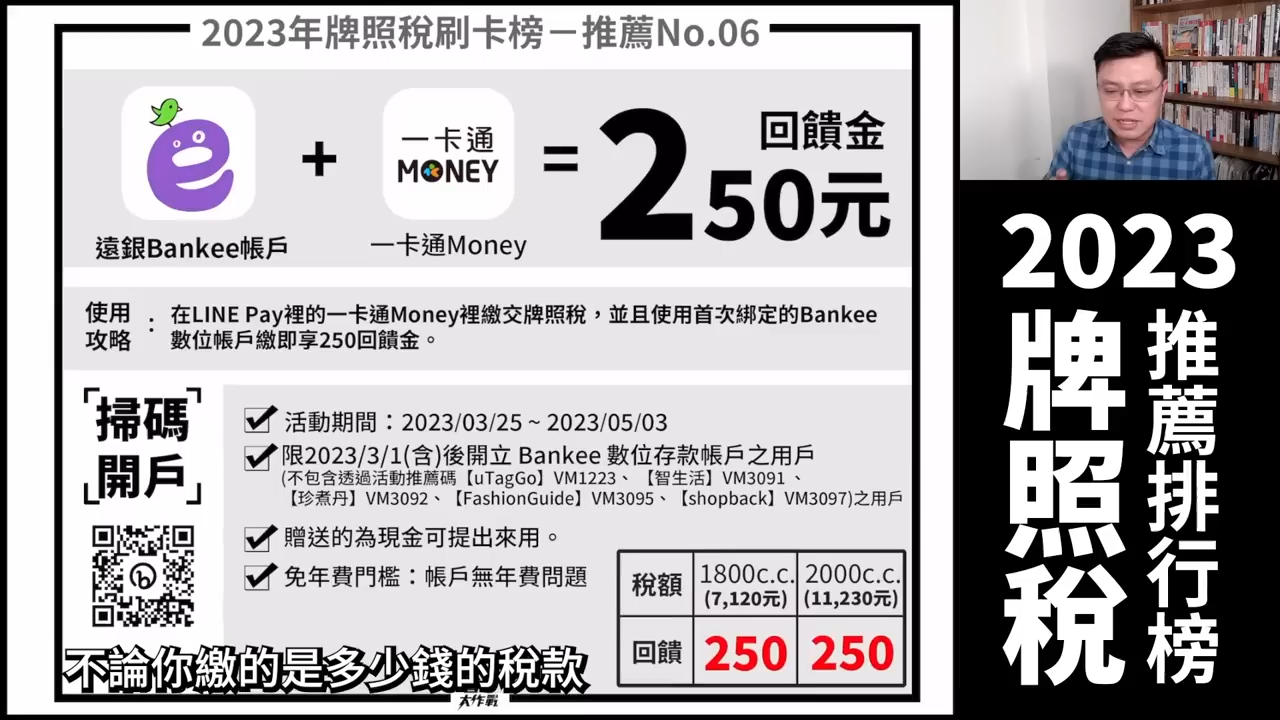 2023年牌照稅刷卡榜－推薦No.06
一卡通
MONEY
+
=
回饋金
250元
遠銀Bankee帳戶
一卡通Money
使用
攻略
：
在LINE Pay裡的一卡通Money裡繳交牌照稅，並且使用首次綁定的Bankee
數位帳戶繳即享250回饋金。
掃碼
開戶
活動期間：2023/03/25 ~ 2023/05/03
限2023/3/1(含)後開立 Bankee 數位存款帳戶之用戶
(不包含透過活動推薦碼【uTagGo】VM1223、【智生活】VM3091 、
【珍煮丹】VM3092、【FashionGuide】VM3095、【shopback】VM3097)之用戶
贈送的為現金可提出來用。
免年費門檻：帳戶無年費問題
稅額
1800c.c.
(7,120元)
2000c.c.
(11,230元)
回饋
250
250
不論你繳的是多少錢的稅款
大作戰
2023
牌照稅
推薦排行榜